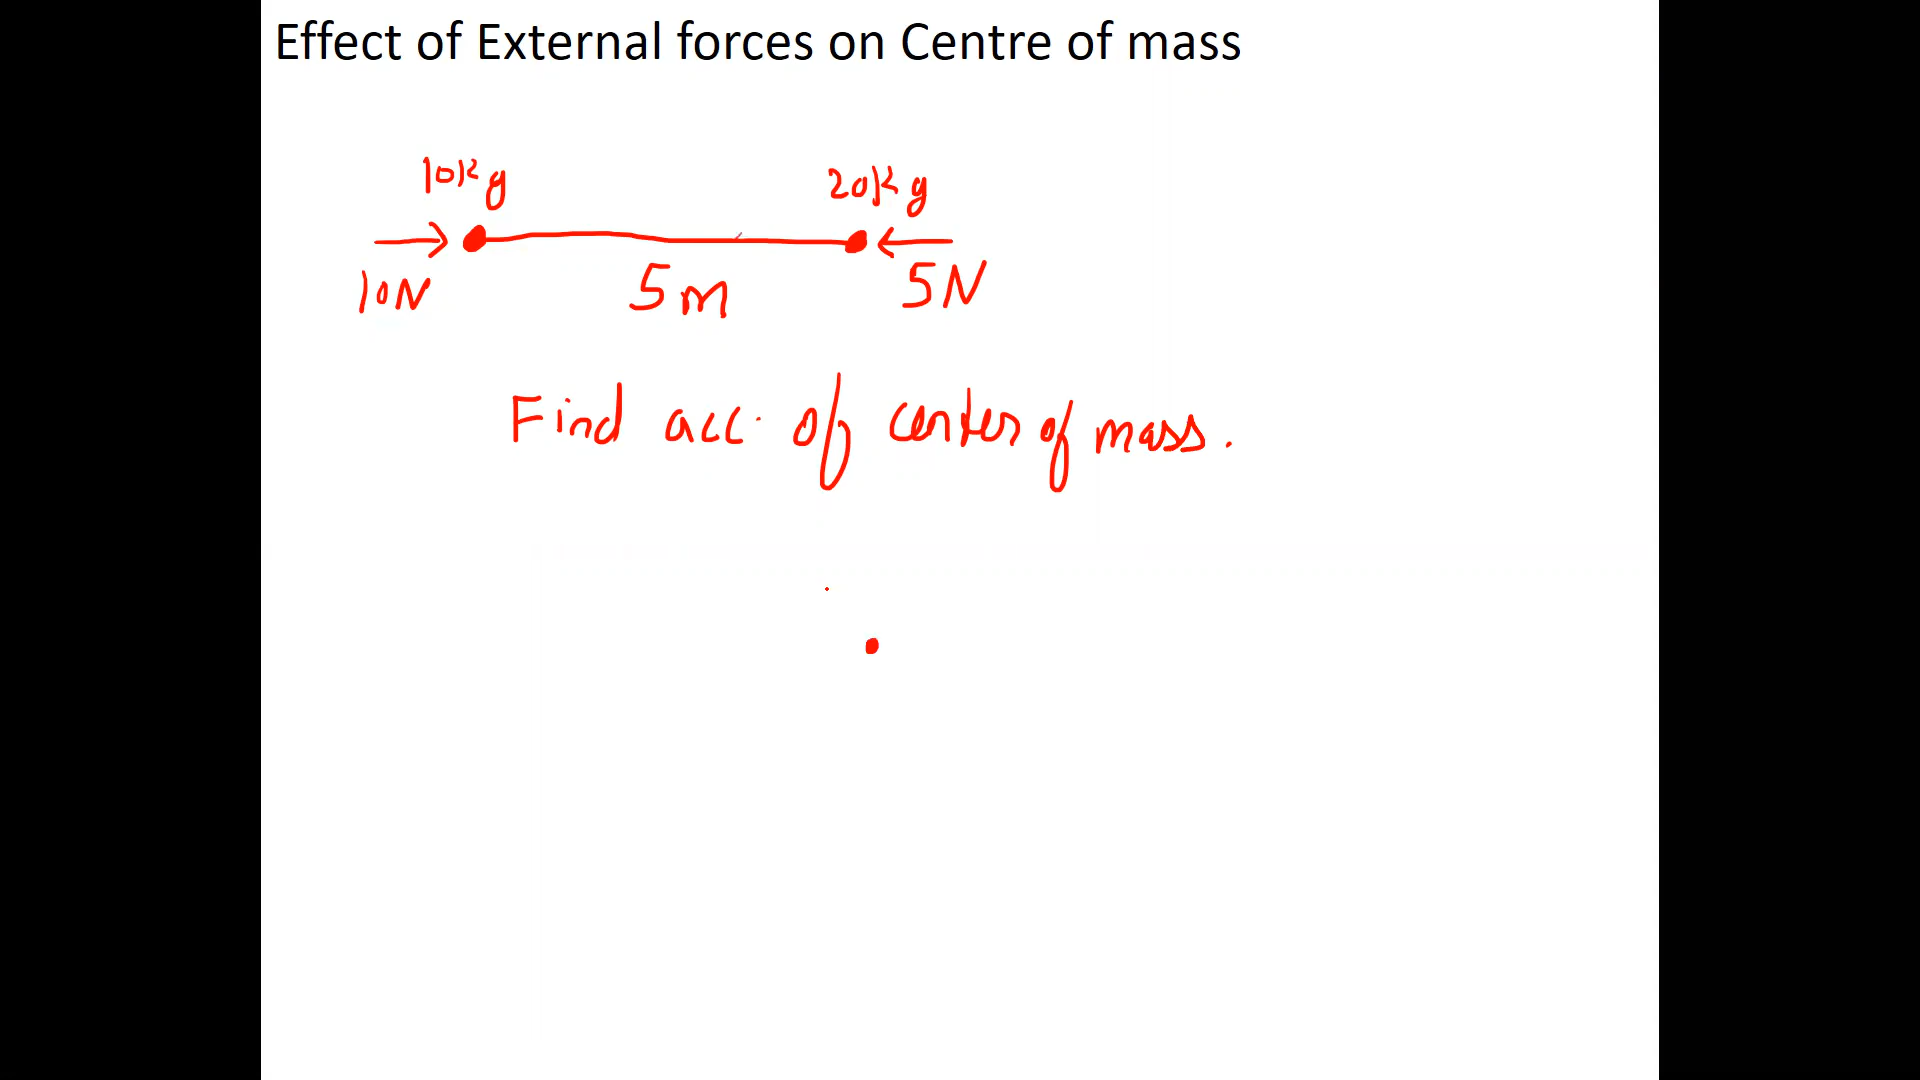 Effect of External forces on Centre of mass
10kg 20kg
10N 5m 5N
Find acc. of center of mass.